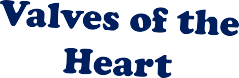 Valves of the
Heart